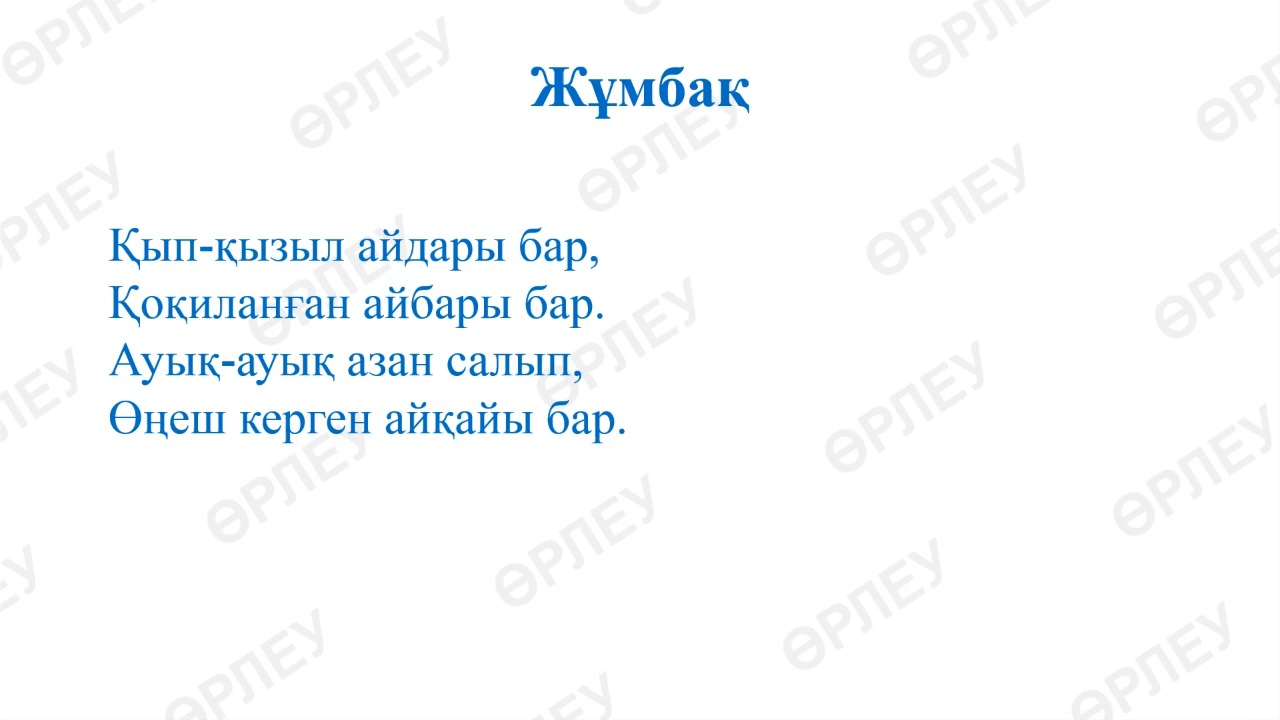 Жұмбақ
Қып-қызыл айдары бар,
Қоқиланған айбары бар.
Ауық-ауық азан салып,
Өңеш керген айқайы бар.
ӨРЛЕУ